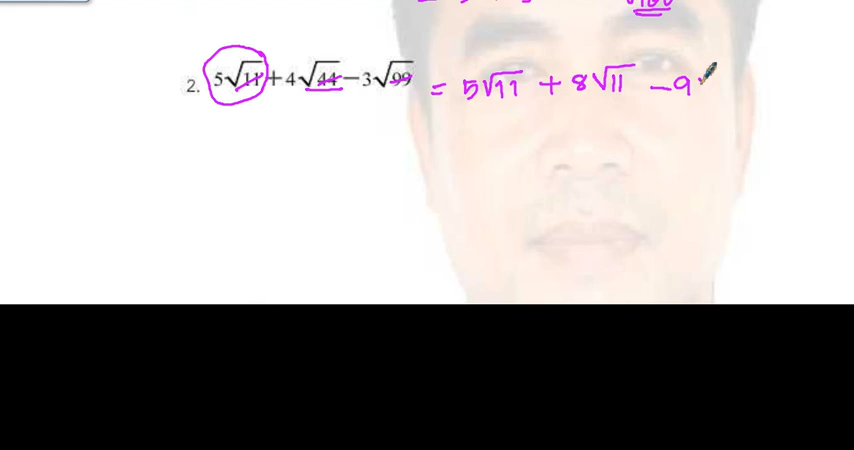 2. 5√11 + 4√44 − 3√99 = 5√11 + 8√11 − 9